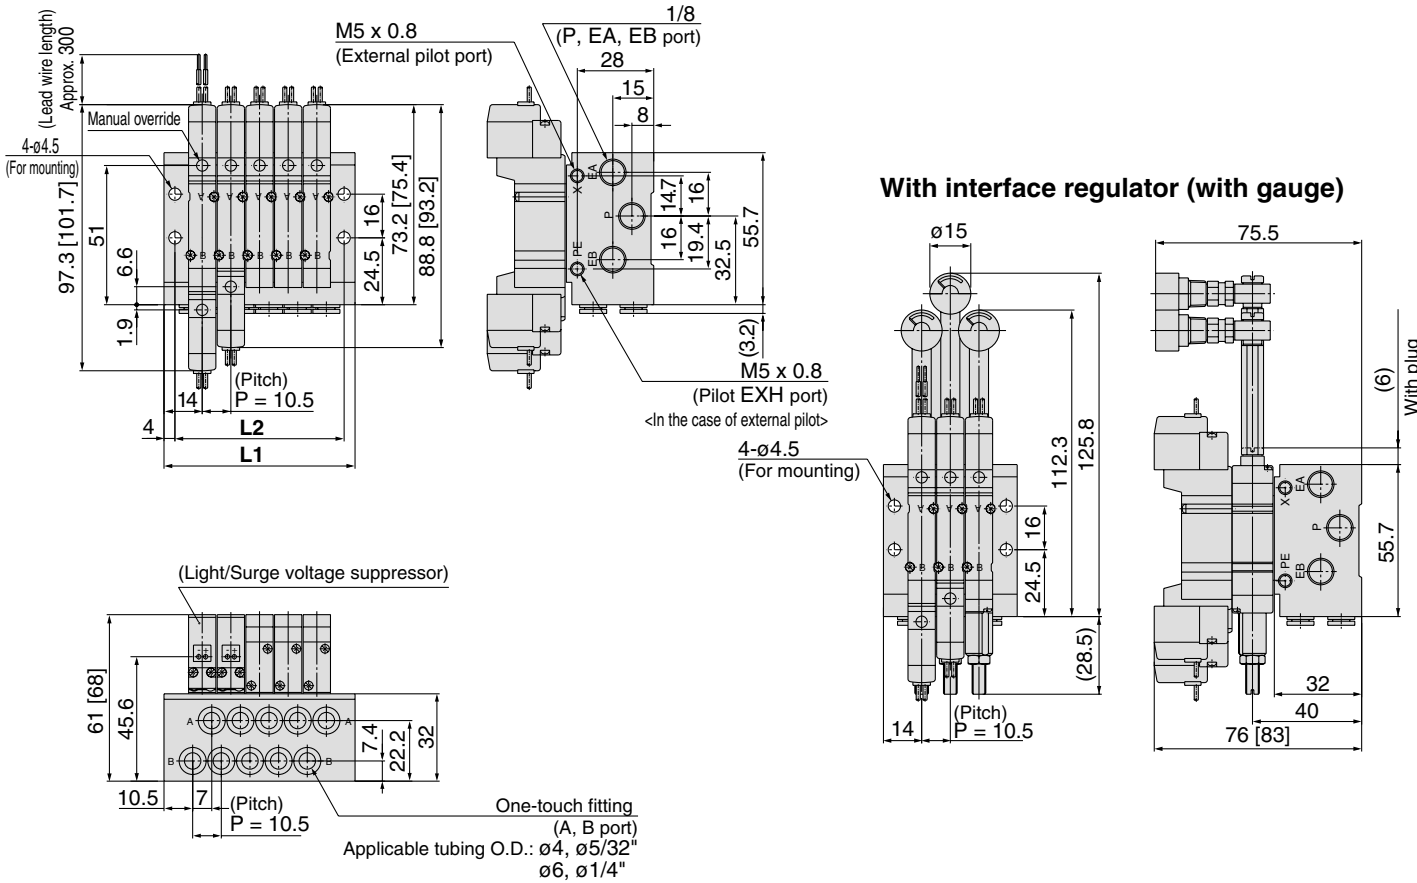 (Lead wire length)
Approx. 300
Manual override
4-ø4.5
(For mounting)
97.3 [101.7]
51
6.6
1.9
16
24.5
73.2 [75.4]
88.8 [93.2]
(Pitch)
14
P = 10.5
4
L2
L1
M5 x 0.8
(External pilot port)
1/8
(P, EA, EB port)
28
15
8
X
EA
P
PE
EB
14.7
16
16
19.4
32.5
55.7
(3.2)
M5 x 0.8
(Pilot EXH port)
<In the case of external pilot>
A A A A A
B B B B B
With interface regulator (with gauge)
ø15
4-ø4.5
(For mounting)
A A A
B B B
16
24.5
112.3
125.8
(28.5)
(Pitch)
14
P = 10.5
75.5
(6)
With plug
X
EA
P
PE
EB
55.7
32
40
76 [83]
(Light/Surge voltage suppressor)
61 [68]
45.6
A A
B B
7.4
22.2
32
10.5
7
(Pitch)
P = 10.5
One-touch fitting
(A, B port)
Applicable tubing O.D.: ø4, ø5/32"
ø6, ø1/4"